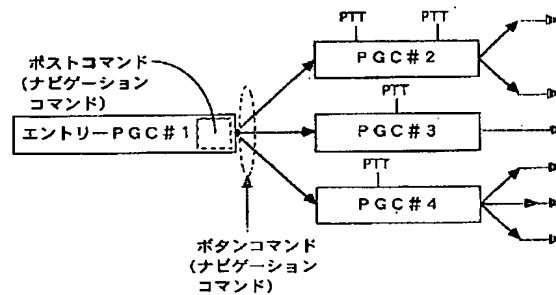 PTT
PTT
PGC#2
ポストコマンド
(ナビゲーション
コマンド)
PTT
エントリーPGC#1
PGC#3
PTT
PGC#4
ボタンコマンド
(ナビゲーション
コマンド)